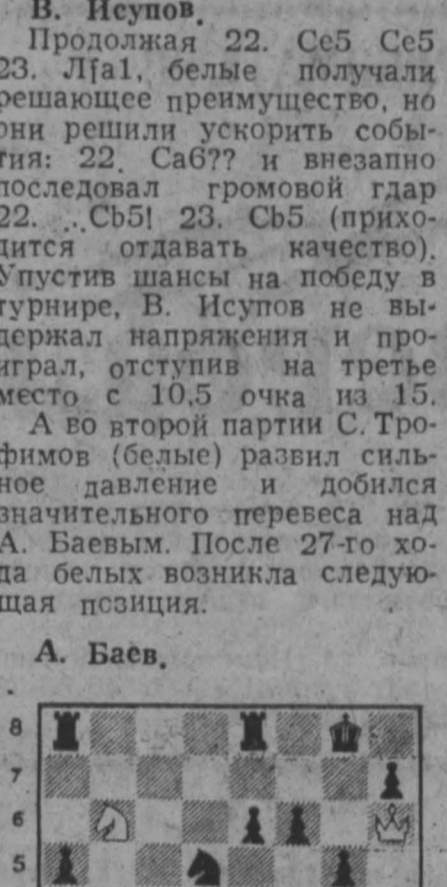 В. Исупов.
Продолжая 22. Се5 Се5
23. Лfa1, белые получали
решающее преимущество, но
они решили ускорить собы-
тия: 22. Са6?? и внезапно
последовал громовой гдар
22. ...Сb5! 23. Сb5 (прихо-
дится отдавать качество).
Упустив шансы на победу в
турнире, В. Исупов не вы-
держал напряжения и про-
играл, отступив на третье
место с 10,5 очка из 15.
А во второй партии С. Тро-
фимов (белые) развил силь-
ное давление и добился
значительного перевеса над
А. Баевым. После 27-го хо-
да белых возникла следую-
щая позиция.
А. Баев.
8
7
6
5